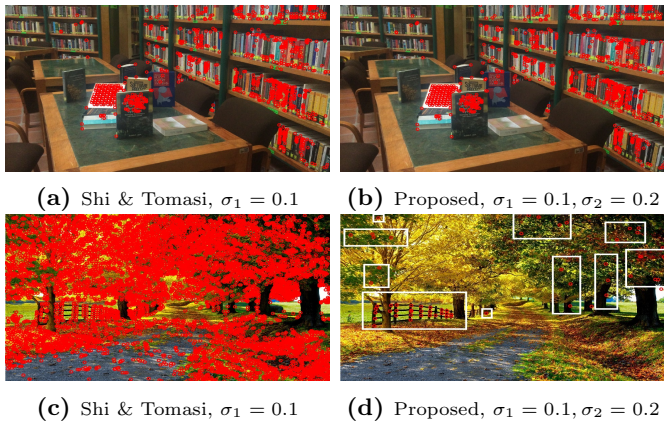 (a) Shi & Tomasi, σ₁ = 0.1
(b) Proposed, σ₁ = 0.1, σ₂ = 0.2
(c) Shi & Tomasi, σ₁ = 0.1
(d) Proposed, σ₁ = 0.1, σ₂ = 0.2